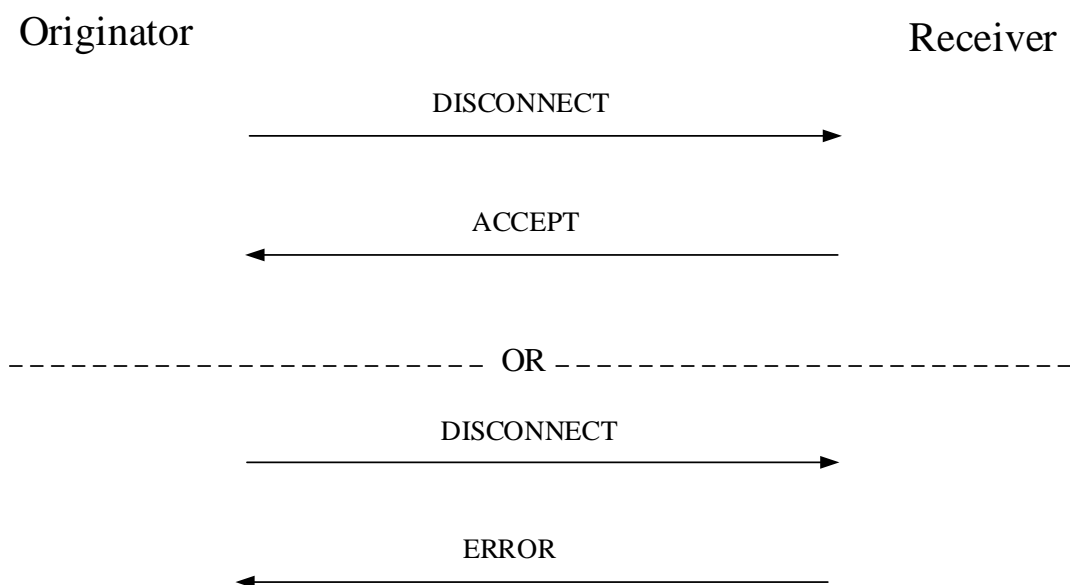 Originator
Receiver
DISCONNECT
ACCEPT
OR
DISCONNECT
ERROR